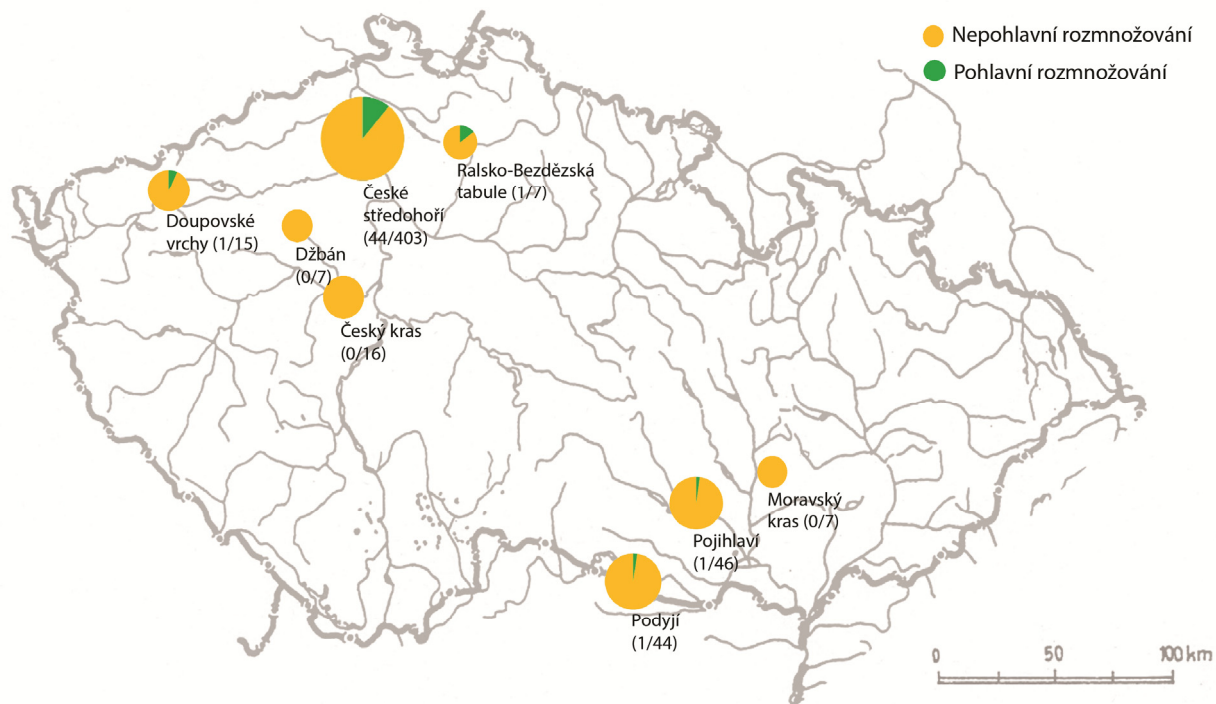 Nepohlavní rozmnožování
Pohlavní rozmnožování
Ralsko-Bezdězská
tabule (1/7)
České
středohoří
(44/403)
Doupovské
vrchy (1/15)
Džbán
(0/7)
Český kras
(0/16)
Moravský
kras (0/7)
Pojihlaví
(1/46)
Podyjí
(1/44)
0 50 100 km